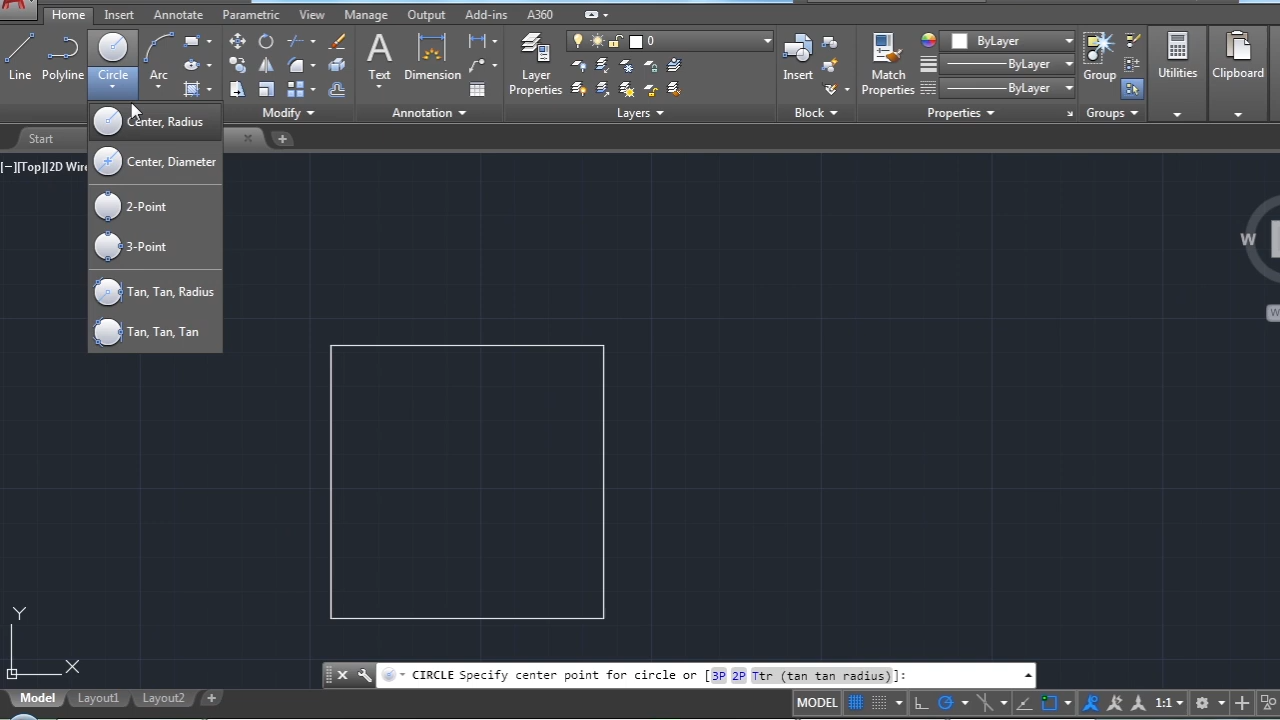 Home Insert Annotate Parametric View Manage Output Add-ins A360
0
ByLayer
Line Polyline Circle Arc Text Dimension Layer Properties Insert Match Properties ByLayer Group Utilities Clipboard
ByLayer
Modify Annotation Layers Block Properties Groups
Start
[−][Top][2D Wire
Center, Radius
Center, Diameter
2-Point
3-Point
Tan, Tan, Radius
Tan, Tan, Tan
W
W
Y
X
CIRCLE Specify center point for circle or [3P 2P Ttr (tan tan radius)]:
Model Layout1 Layout2 MODEL 1:1